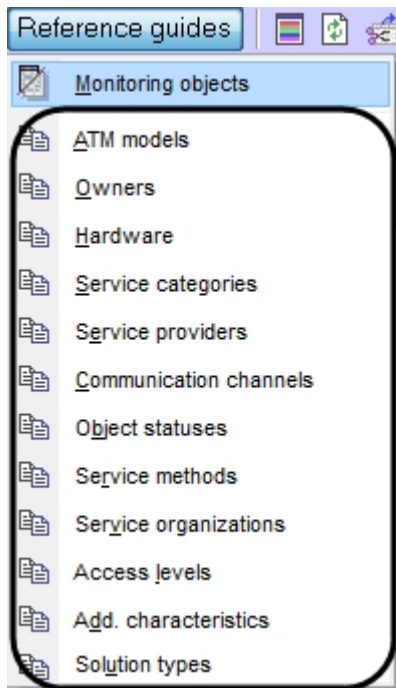 Reference guides
Monitoring objects
ATM models
Owners
Hardware
Service categories
Service providers
Communication channels
Object statuses
Service methods
Service organizations
Access levels
Add. characteristics
Solution types